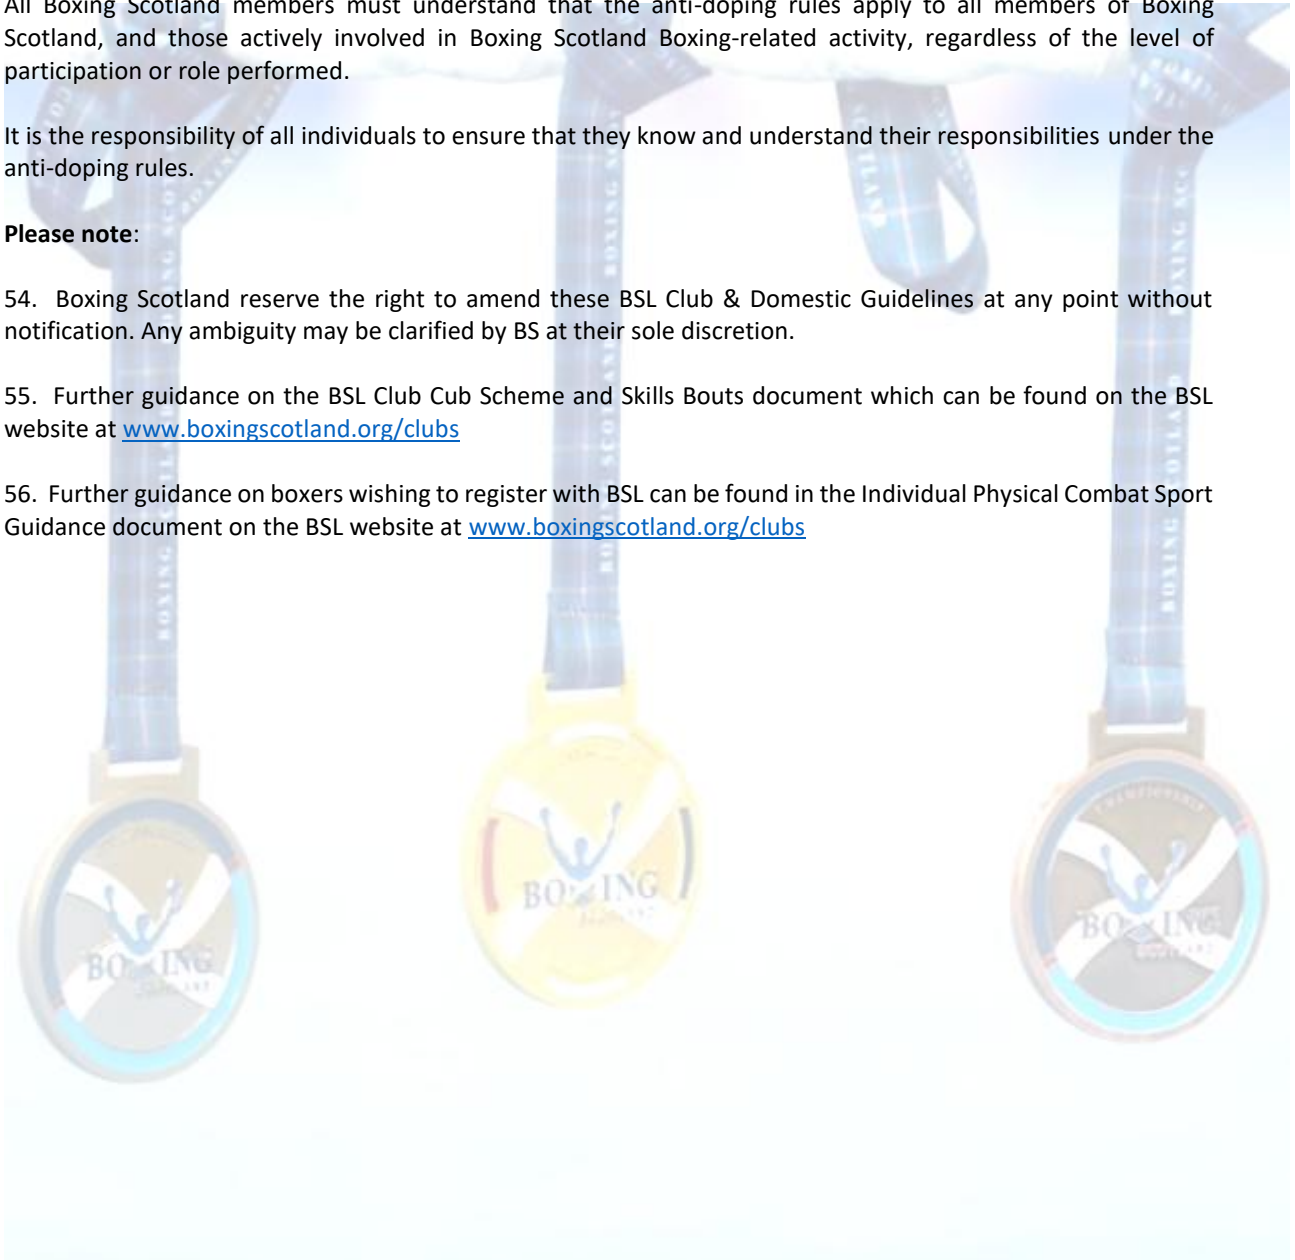 All Boxing Scotland members must understand that the anti-doping rules apply to all members of Boxing
Scotland, and those actively involved in Boxing Scotland Boxing-related activity, regardless of the level of
participation or role performed.
It is the responsibility of all individuals to ensure that they know and understand their responsibilities under the
anti-doping rules.
Please note:
54. Boxing Scotland reserve the right to amend these BSL Club & Domestic Guidelines at any point without
notification. Any ambiguity may be clarified by BS at their sole discretion.
55. Further guidance on the BSL Club Cub Scheme and Skills Bouts document which can be found on the BSL
website at www.boxingscotland.org/clubs
56. Further guidance on boxers wishing to register with BSL can be found in the Individual Physical Combat Sport
Guidance document on the BSL website at www.boxingscotland.org/clubs
BOXING
BOXING
BOXING